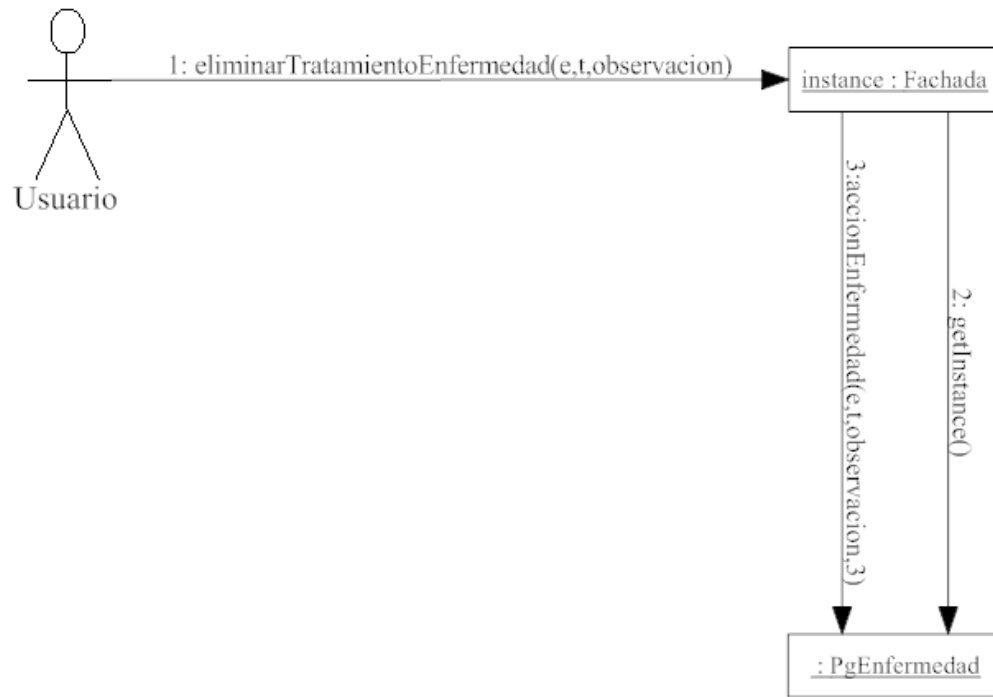 1: eliminarTratamientoEnfermedad(e,t,observacion)
instance : Fachada
Usuario
3:accionEnfermedad(e,t,observacion,3)
2: getInstance()
: PgEnfermedad